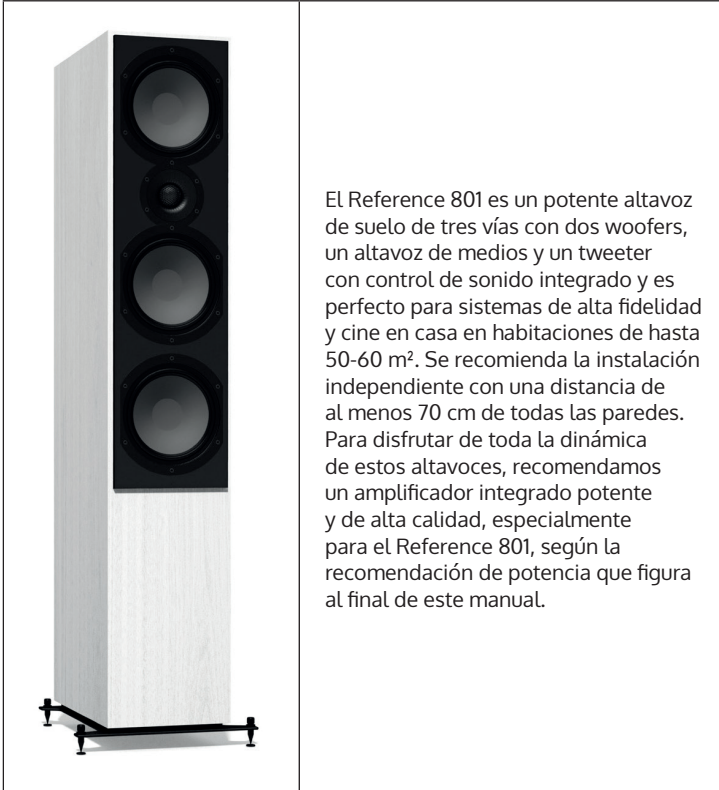 El Reference 801 es un potente altavoz
de suelo de tres vías con dos woofers,
un altavoz de medios y un tweeter
con control de sonido integrado y es
perfecto para sistemas de alta fidelidad
y cine en casa en habitaciones de hasta
50-60 m². Se recomienda la instalación
independiente con una distancia de
al menos 70 cm de todas las paredes.
Para disfrutar de toda la dinámica
de estos altavoces, recomendamos
un amplificador integrado potente
y de alta calidad, especialmente
para el Reference 801, según la
recomendación de potencia que figura
al final de este manual.